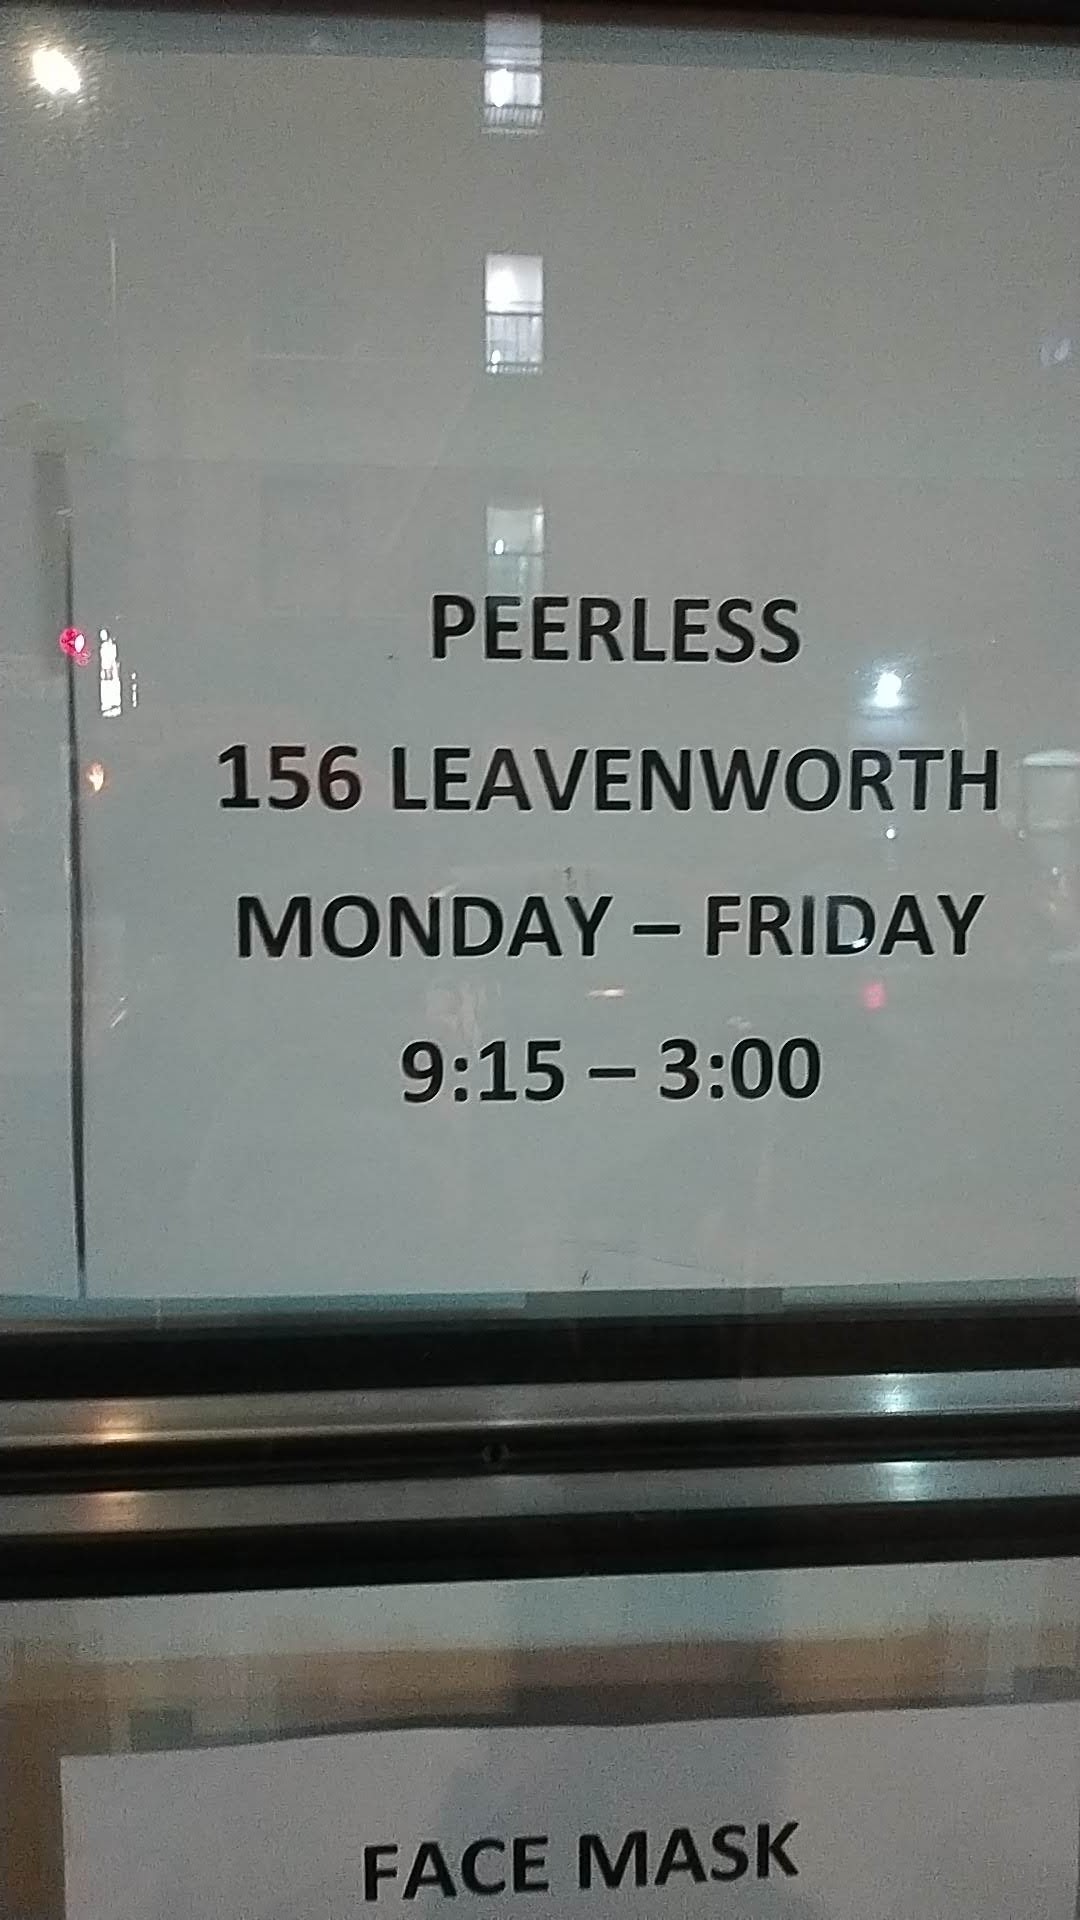 PEERLESS
156 LEAVENWORTH
MONDAY – FRIDAY
9:15 – 3:00
FACE MASK